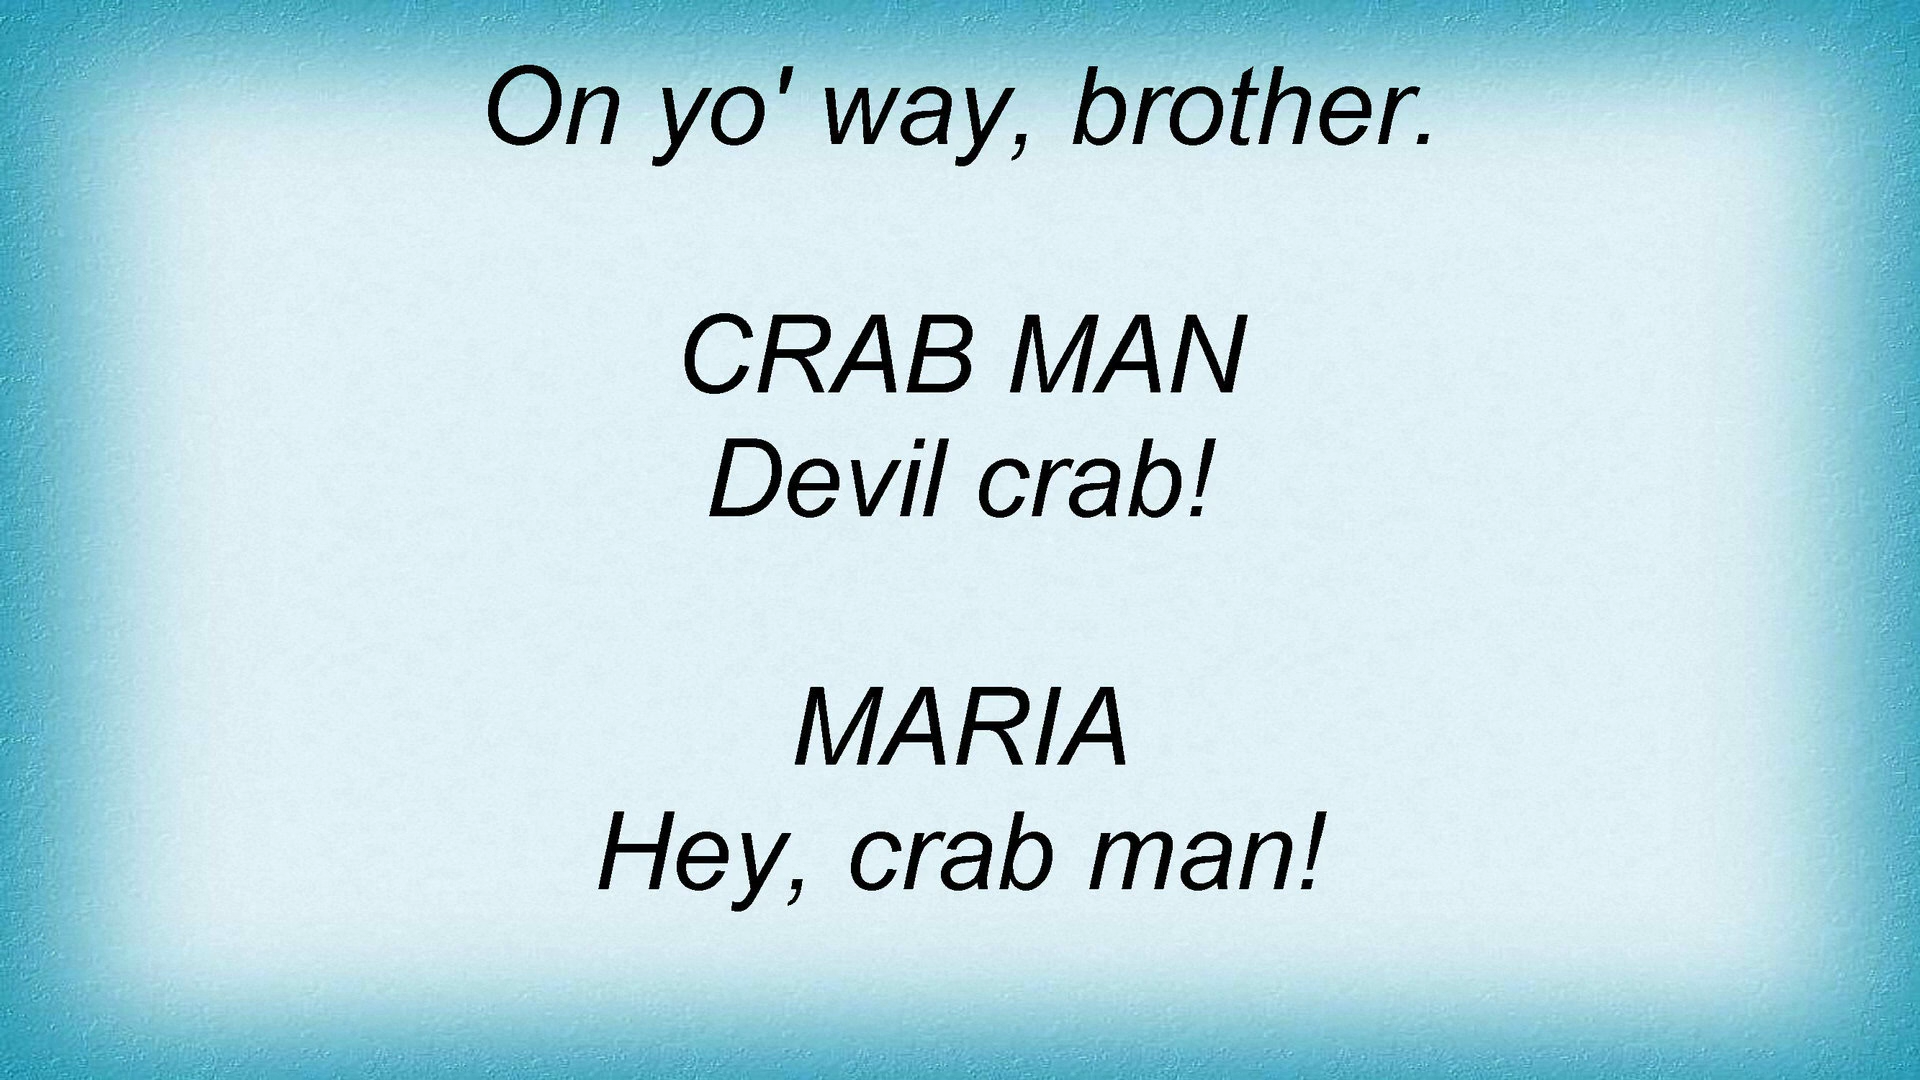 On yo' way, brother.
CRAB MAN
Devil crab!
MARIA
Hey, crab man!